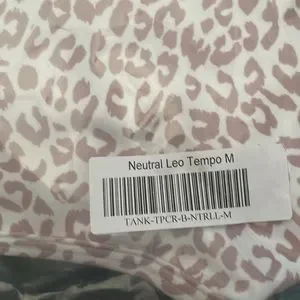 Neutral Leo Tempo M
TANK-TPCR-B-NTRLL-M